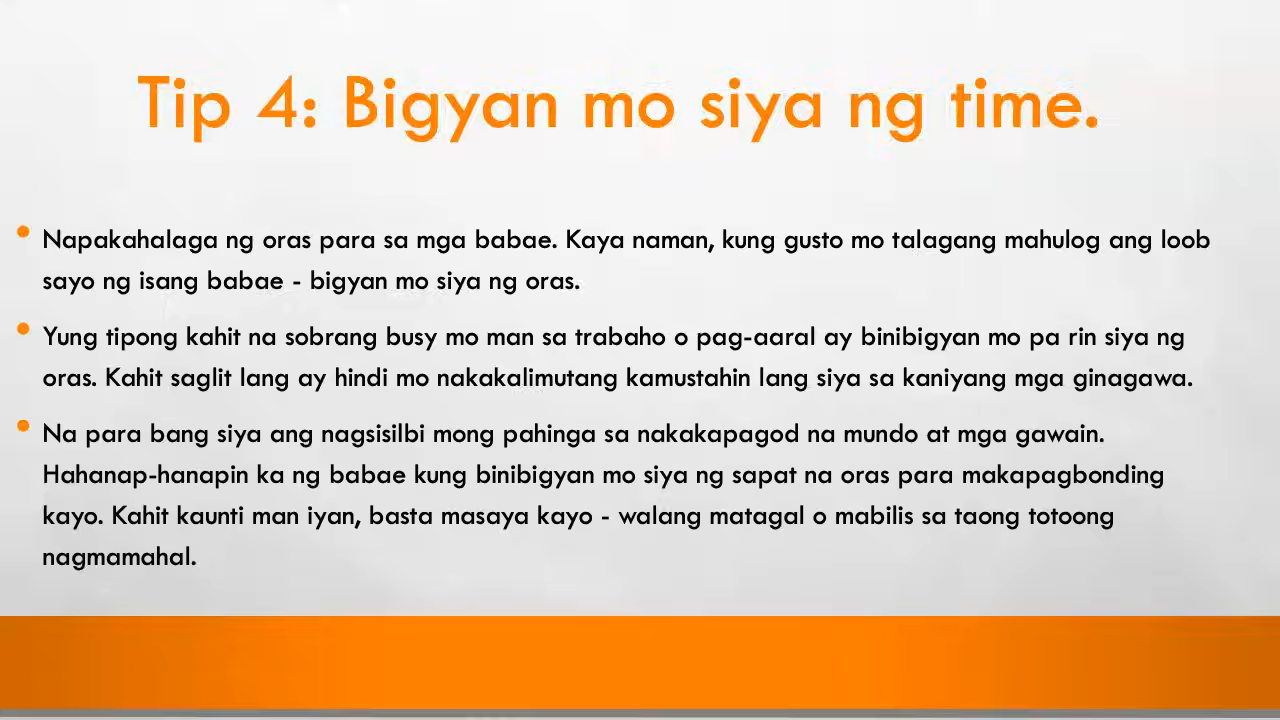 Tip 4: Bigyan mo siya ng time.
• Napakahalaga ng oras para sa mga babae. Kaya naman, kung gusto mo talagang mahulog ang loob
sayo ng isang babae - bigyan mo siya ng oras.
• Yung tipong kahit na sobrang busy mo man sa trabaho o pag-aaral ay binibigyan mo pa rin siya ng
oras. Kahit saglit lang ay hindi mo nakakalimutang kamustahin lang siya sa kaniyang mga ginagawa.
• Na para bang siya ang nagsisilbi mong pahinga sa nakakapagod na mundo at mga gawain.
Hahanap-hanapin ka ng babae kung binibigyan mo siya ng sapat na oras para makapagbonding
kayo. Kahit kaunti man iyan, basta masaya kayo - walang matagal o mabilis sa taong totoong
nagmamahal.